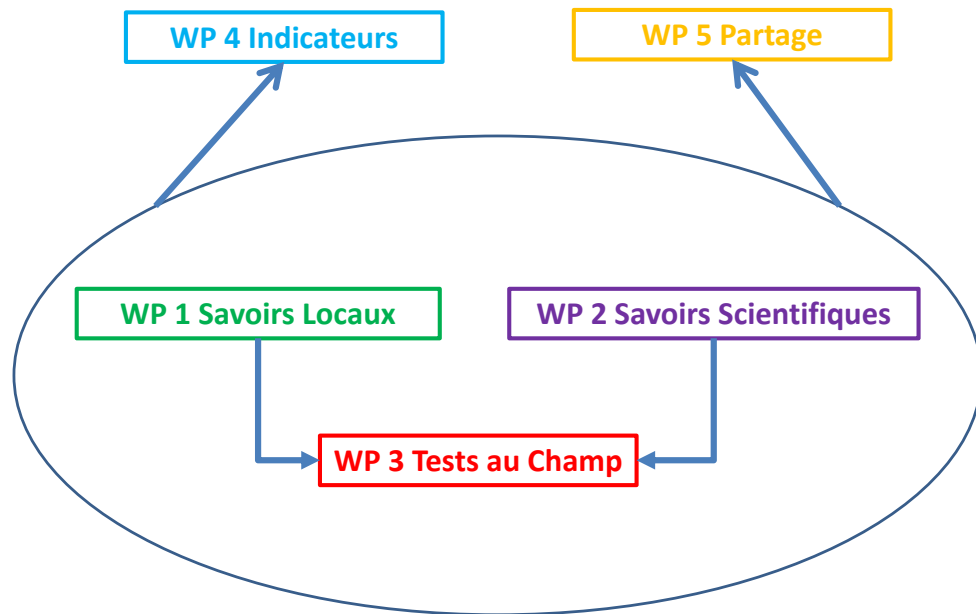 WP 4 Indicateurs
WP 5 Partage
WP 1 Savoirs Locaux
WP 2 Savoirs Scientifiques
WP 3 Tests au Champ